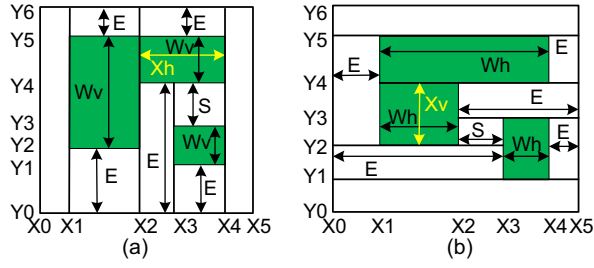 Y6 E E
Y5 Wv
Xh
Y4
Wv
S
Y3
Y2 Wv
Y1 E
E E
Y0
X0 X1 X2 X3 X4 X5
(a)
Y6
Y5 E
Wh
E
Y4
Xv E
Y3
Wh S
Y2 Wh E
E
Y1
Y0
X0 X1 X2 X3 X4 X5
(b)